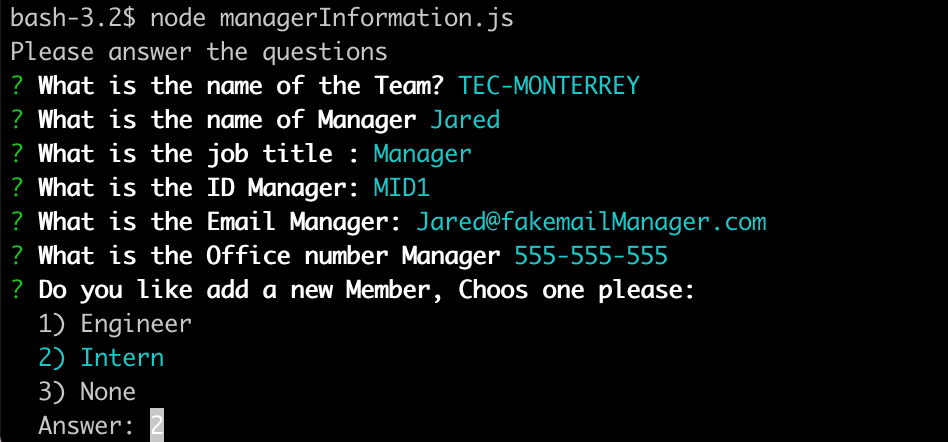 bash-3.2$ node managerInformation.js
Please answer the questions
? What is the name of the Team? TEC-MONTERREY
? What is the name of Manager Jared
? What is the job title : Manager
? What is the ID Manager: MID1
? What is the Email Manager: Jared@fakemailManager.com
? What is the Office number Manager 555-555-555
? Do you like add a new Member, Choos one please:
1) Engineer
2) Intern
3) None
Answer: 2